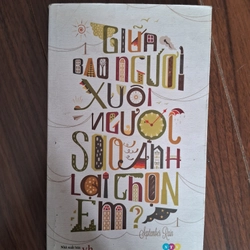 GIỮA
BAO NGƯỜI
XUÔI
NGƯỢC
SAO ANH
LẠI CHỌN
EM?